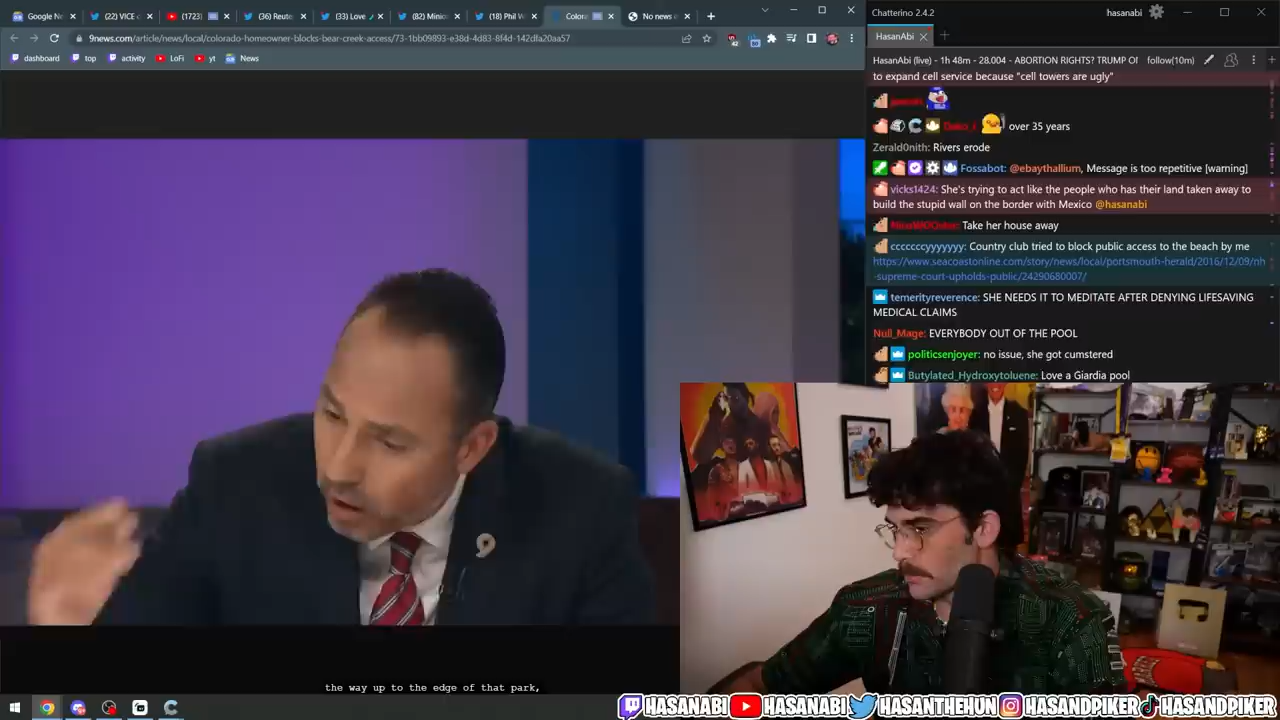 Google Ne
(22) VICE c
(1723)
(36) Reute
(33) Love
(82) Minio
(18) Phil W
Colora
No news i
9news.com/article/news/local/colorado-homeowner-blocks-bear-creek-access/73-1bb09893-e38d-4d83-8f4d-142dfa20aa57
dashboard
top
activity
LoFi
yt
News
9
the way up to the edge of that park,
Chatterino 2.4.2
hasanabi
HasanAbi
HasanAbi (live) - 1h 48m - 28.004 - ABORTION RIGHTS? TRUMP OF
follow(10m)
to expand cell service because "cell towers are ugly"
over 35 years
Zerald0nith: Rivers erode
Fossabot: @ebaythallium, Message is too repetitive [warning]
vicks1424: She's trying to act like the people who has their land taken away to
build the stupid wall on the border with Mexico @hasanabi
Take her house away
cccccccyyyyyyy: Country club tried to block public access to the beach by me
https://www.seacoastonline.com/story/news/local/portsmouth-herald/2016/12/09/nh
-supreme-court-upholds-public/24290680007/
temerityreverence: SHE NEEDS IT TO MEDITATE AFTER DENYING LIFESAVING
MEDICAL CLAIMS
Null_Mage: EVERYBODY OUT OF THE POOL
politicsenjoyer: no issue, she got cumstered
Butylated_Hydroxytoluene: Love a Giardia pool
HASANABI
HASANABI
HASANTHEHUN
HASANDPIKER
HASANDPIKER